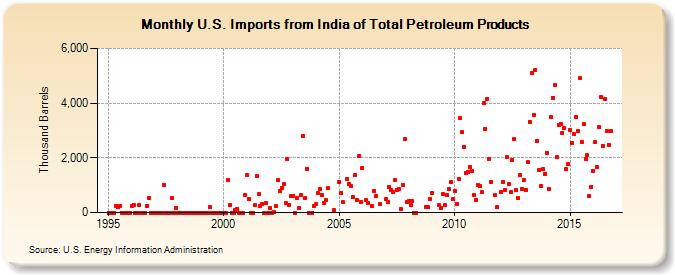 Monthly U.S. Imports from India of Total Petroleum Products
Thousand Barrels
6,000
4,000
2,000
0
1995 2000 2005 2010 2015
Source: U.S. Energy Information Administration